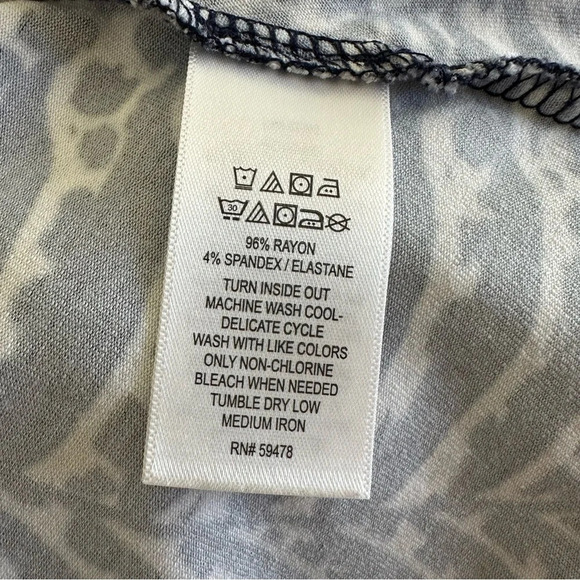 30
96% RAYON
4% SPANDEX / ELASTANE
TURN INSIDE OUT
MACHINE WASH COOL-
DELICATE CYCLE
WASH WITH LIKE COLORS
ONLY NON-CHLORINE
BLEACH WHEN NEEDED
TUMBLE DRY LOW
MEDIUM IRON
RN# 59478